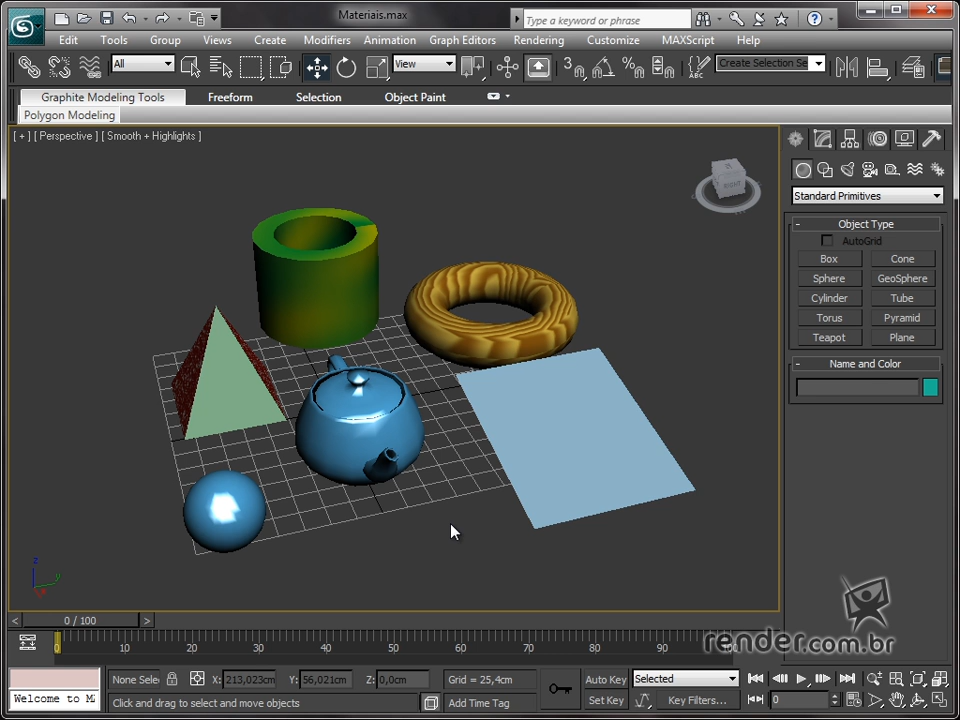 Materiais.max
Type a keyword or phrase
Edit Tools Group Views Create Modifiers Animation Graph Editors Rendering Customize MAXScript Help
All View 3 % ABC Create Selection Se
Graphite Modeling Tools Freeform Selection Object Paint
Polygon Modeling
[ + ] [ Perspective ] [ Smooth + Highlights ]
RIGHT
Standard Primitives
- Object Type
AutoGrid
Box Cone
Sphere GeoSphere
Cylinder Tube
Torus Pyramid
Teapot Plane
- Name and Color
z
y
x
< 0 / 100 >
0 10 20 30 40 50 60 70 80 90 100
render.com.br
None Sele X: 213,023cm Y: 56,021cm Z: 0,0cm Grid = 25,4cm Auto Key Selected
Welcome to M
Click and drag to select and move objects Add Time Tag Set Key Key Filters... 0